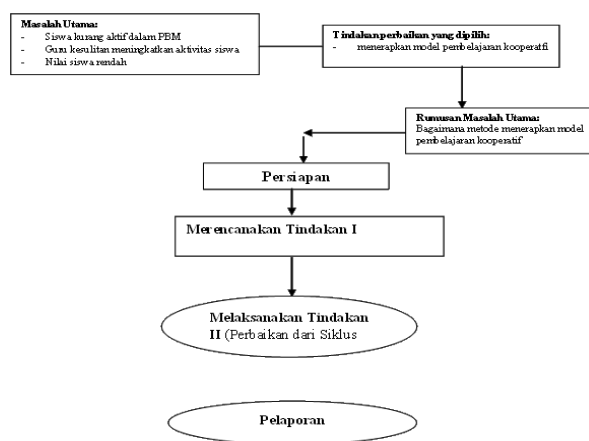 Masalah Utama:
- Siswa kurang aktif dalam PBM
- Guru kesulitan meningkatkan aktivitas siswa
- Nilai siswa rendah
Tindakan perbaikan yang dipilih:
- menerapkan model pembelajaran kooperatfi
Rumusan Masalah Utama:
Bagaimana metode menerapkan model
pembelajaran kooperatif
Persiapan
Merencanakan Tindakan I
Melaksanakan Tindakan
II (Perbaikan dari Siklus
Pelaporan